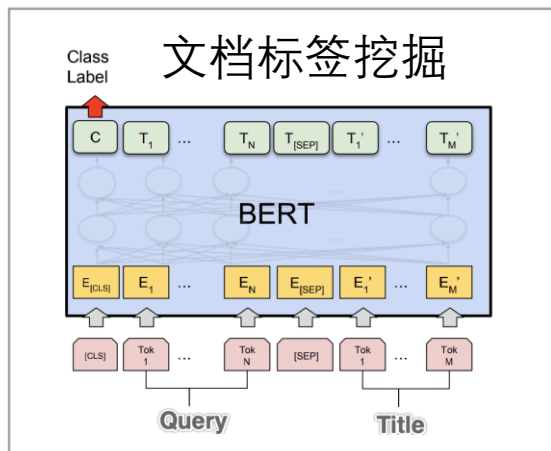 文档标签挖掘
Class
Label
C T1 ... TN T[SEP] T1' ... TM'
...
BERT
...
E[CLS] E1 ... EN E[SEP] E1' ... EM'
[CLS] Tok 1 ... Tok N [SEP] Tok 1 ... Tok M
Query Title